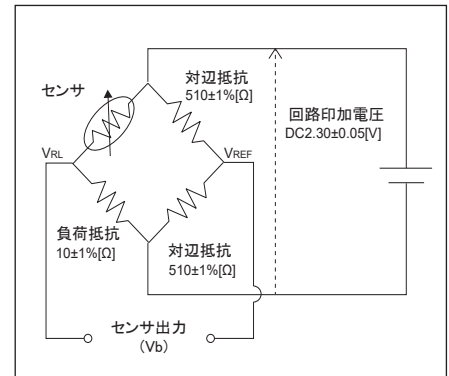 センサ
対辺抵抗
510±1%[Ω]
回路印加電圧
DC2.30±0.05[V]
VRL
VREF
負荷抵抗
10±1%[Ω]
対辺抵抗
510±1%[Ω]
センサ出力
(Vb)